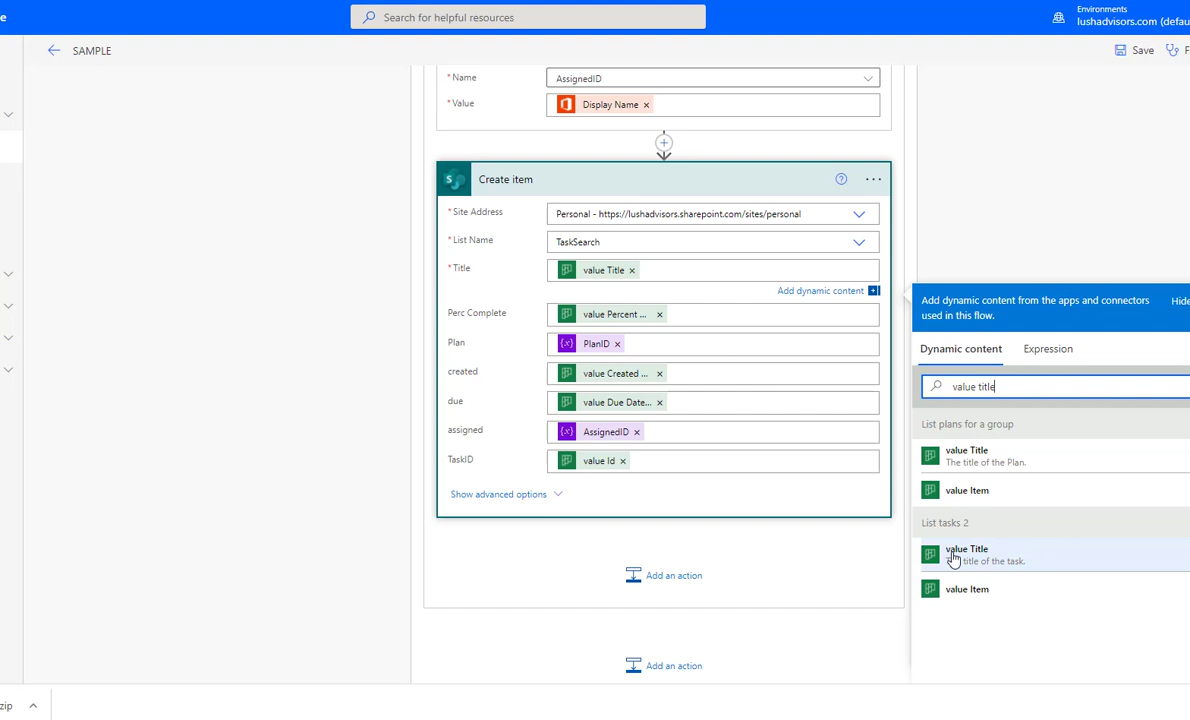 e
Search for helpful resources
Environments
lushadvisors.com (defau
SAMPLE
Save
F
* Name
AssignedID
* Value
Display Name ×
Create item
* Site Address
Personal - https://lushadvisors.sharepoint.com/sites/personal
* List Name
TaskSearch
* Title
value Title ×
Add dynamic content
Perc Complete
value Percent ... ×
Plan
{x} PlanID ×
created
value Created ... ×
due
value Due Date... ×
assigned
{x} AssignedID ×
TaskID
value Id ×
Show advanced options
Add an action
Add an action
Add dynamic content from the apps and connectors
used in this flow.
Hide
Dynamic content
Expression
value title
List plans for a group
value Title
The title of the Plan.
value Item
List tasks 2
value Title
title of the task.
value Item
zip